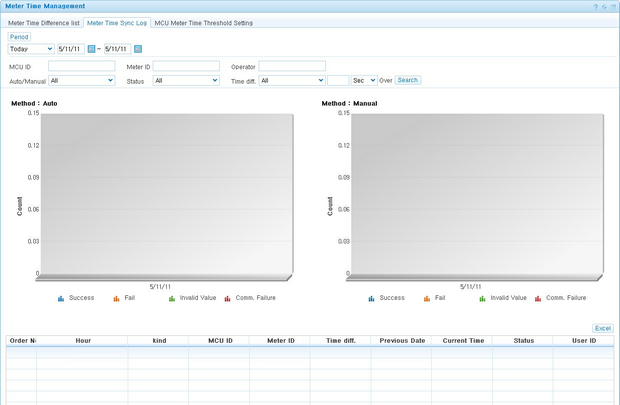 Meter Time Management
Meter Time Difference list Meter Time Sync Log MCU Meter Time Threshold Setting
Period
Today 5/11/11 ~ 5/11/11
MCU ID Meter ID Operator
Auto/Manual All Status All Time diff. All Sec Over Search
Method : Auto
0.15
0.12
0.09
0.06
0.03
0
Count
5/11/11
Success Fail Invalid Value Comm. Failure
Method : Manual
0.15
0.12
0.09
0.06
0.03
0
Count
5/11/11
Success Fail Invalid Value Comm. Failure
Excel
Order N Hour kind MCU ID Meter ID Time diff. Previous Date Current Time Status User ID